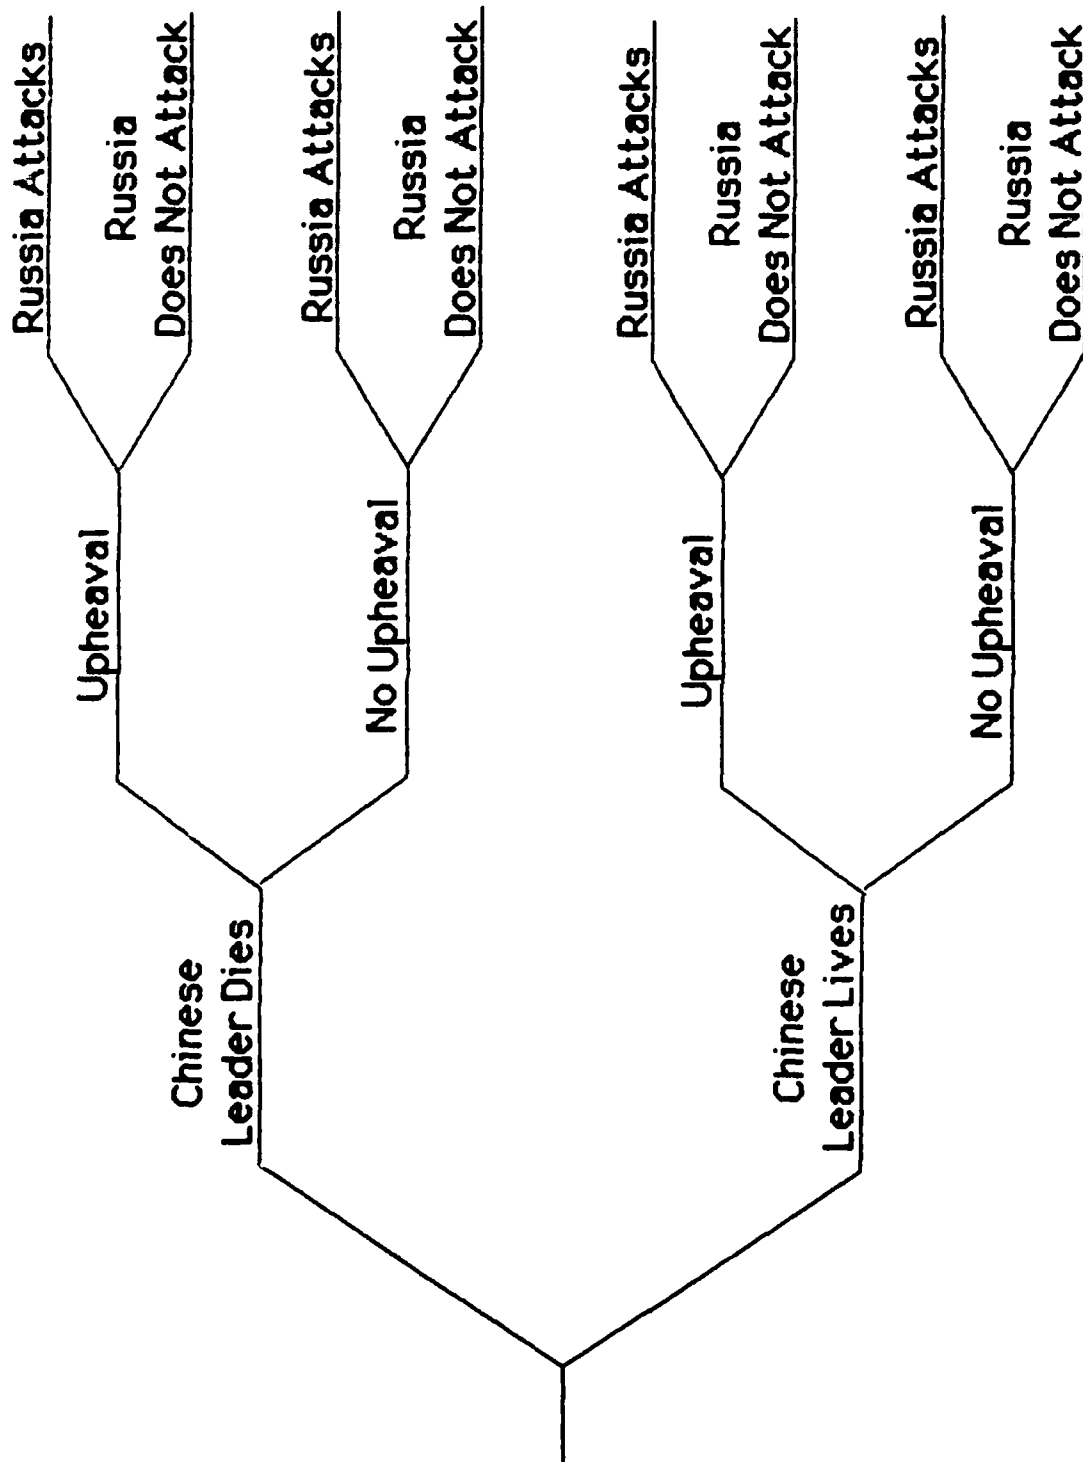 Chinese
Leader Dies
Upheaval
Russia Attacks
Russia
Does Not Attack
No Upheaval
Russia Attacks
Russia
Does Not Attack
Chinese
Leader Lives
Upheaval
Russia Attacks
Russia
Does Not Attack
No Upheaval
Russia Attacks
Russia
Does Not Attack